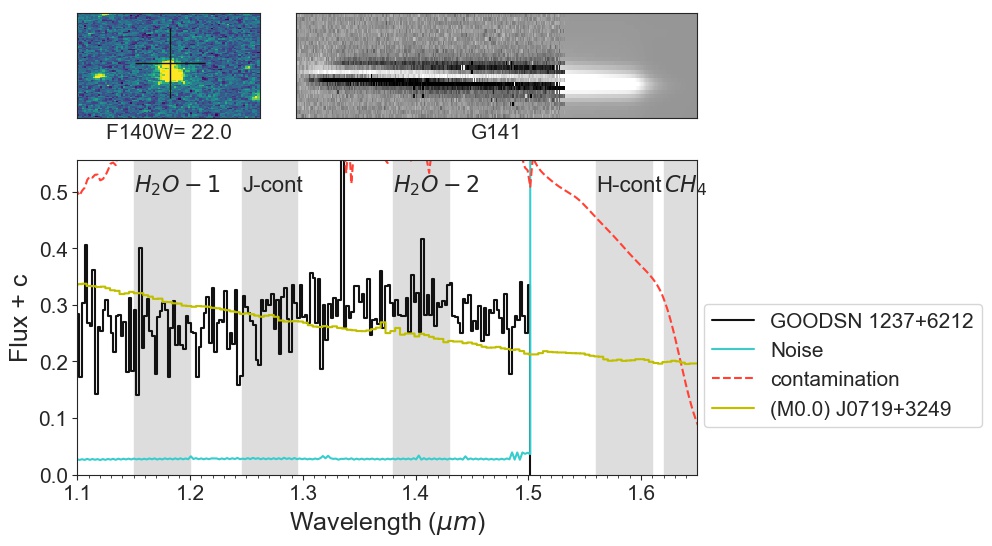 F140W= 22.0
G141
H₂O − 1 J-cont H₂O − 2 H-cont CH₄
0.5
0.4
0.3
0.2
0.1
0.0
Flux + c
1.1 1.2 1.3 1.4 1.5 1.6
Wavelength (μm)
GOODSN 1237+6212
Noise
contamination
(M0.0) J0719+3249